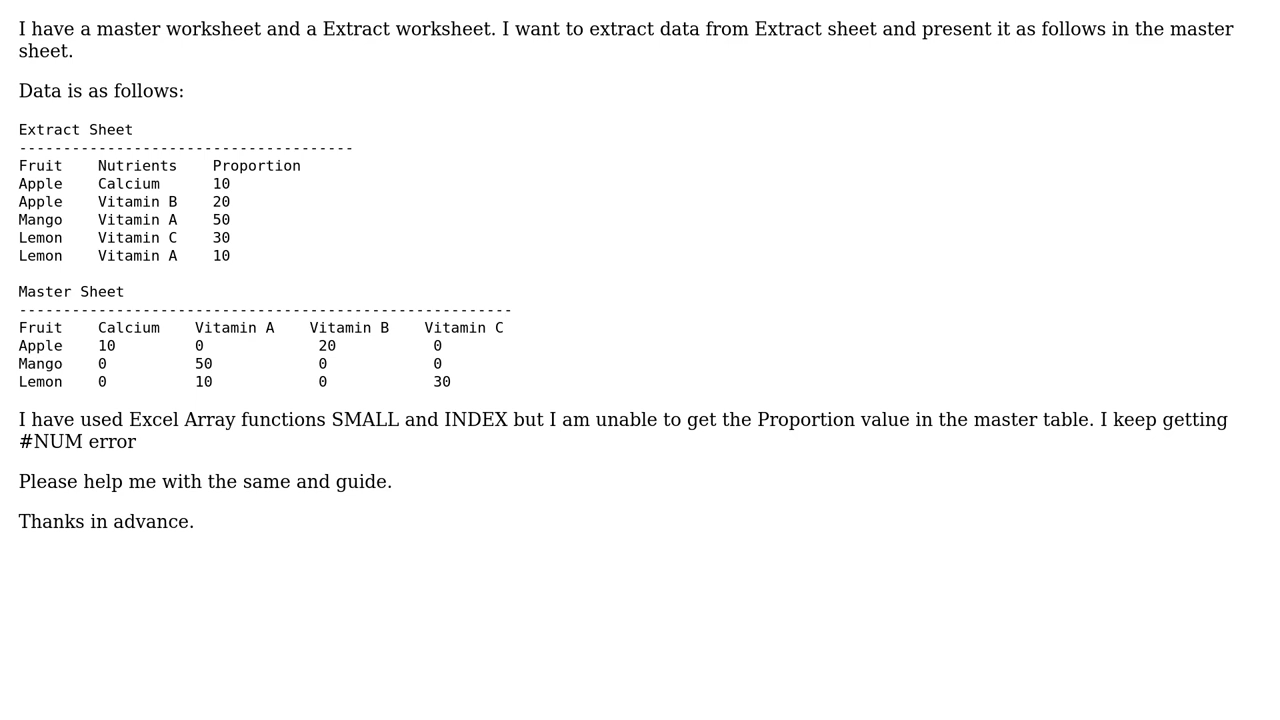 I have a master worksheet and a Extract worksheet. I want to extract data from Extract sheet and present it as follows in the master
sheet.
Data is as follows:
Extract Sheet
--------------------------------------
Fruit    Nutrients    Proportion
Apple    Calcium      10
Apple    Vitamin B    20
Mango    Vitamin A    50
Lemon    Vitamin C    30
Lemon    Vitamin A    10
Master Sheet
--------------------------------------------------------
Fruit    Calcium    Vitamin A    Vitamin B    Vitamin C
Apple    10         0             20           0
Mango    0          50            0            0
Lemon    0          10            0            30
I have used Excel Array functions SMALL and INDEX but I am unable to get the Proportion value in the master table. I keep getting
#NUM error
Please help me with the same and guide.
Thanks in advance.